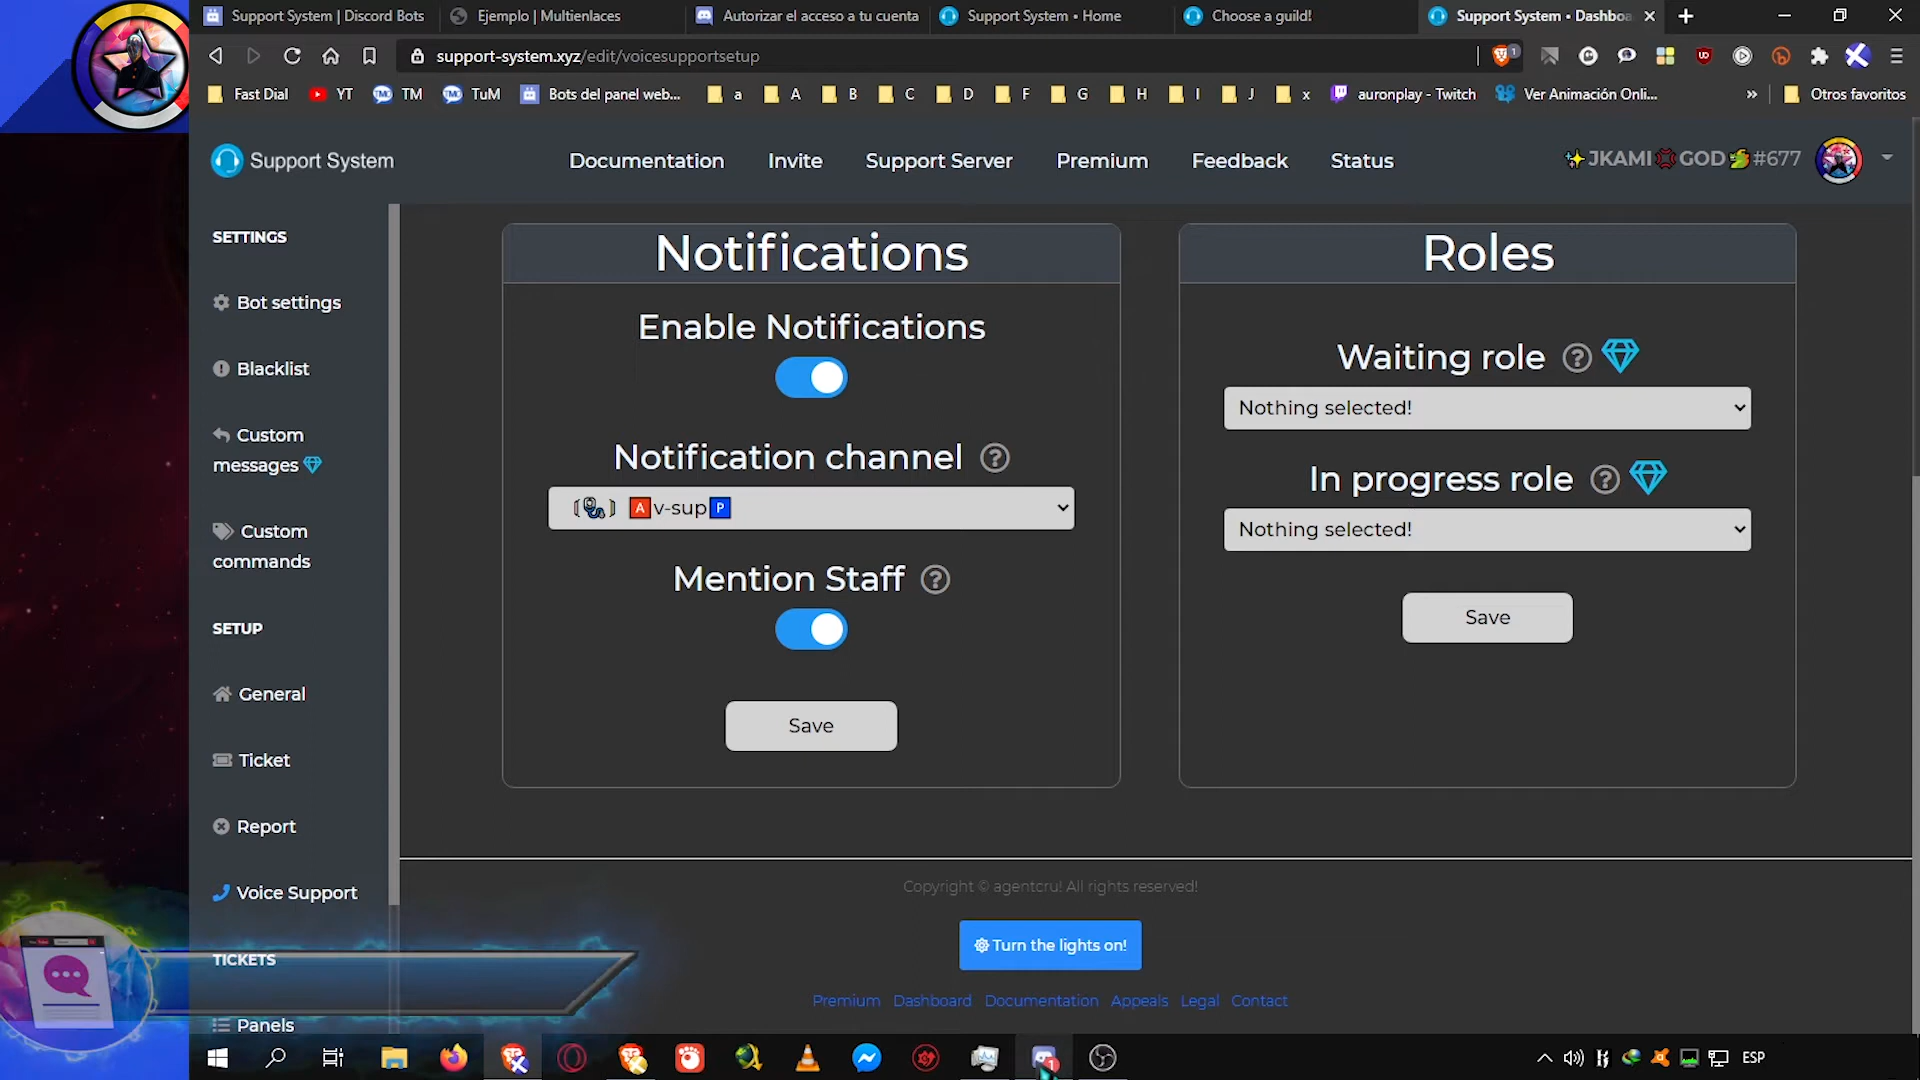 Support System | Discord Bots
Ejemplo | Multienlaces
Autorizar el acceso a tu cuenta
Support System • Home
Choose a guild!
Support System • Dashboa
support-system.xyz/edit/voicesupportsetup
Fast Dial
YT
TM
TuM
Bots del panel web...
a
A
B
C
D
F
G
H
I
J
x
auronplay - Twitch
Ver Animación Onli...
»
Otros favoritos
Support System
Documentation
Invite
Support Server
Premium
Feedback
Status
✨JKAMI💢GOD🐲#677
SETTINGS
Bot settings
Blacklist
Custom
messages
Custom
commands
SETUP
General
Ticket
Report
Voice Support
TICKETS
Panels
Notifications
Enable Notifications
Notification channel
A v-sup P
Mention Staff
Save
Roles
Waiting role
Nothing selected!
In progress role
Nothing selected!
Save
Copyright © agentcru! All rights reserved!
Turn the lights on!
Premium Dashboard Documentation Appeals Legal Contact
ESP